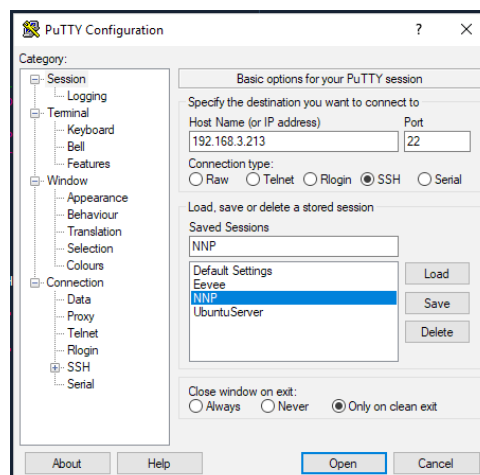 PuTTY Configuration
?
Category:
Session
Logging
Terminal
Keyboard
Bell
Features
Window
Appearance
Behaviour
Translation
Selection
Colours
Connection
Data
Proxy
Telnet
Rlogin
SSH
Serial
Basic options for your PuTTY session
Specify the destination you want to connect to
Host Name (or IP address) Port
192.168.3.213 22
Connection type:
Raw Telnet Rlogin SSH Serial
Load, save or delete a stored session
Saved Sessions
NNP
Default Settings
Eevee
NNP
UbuntuServer
Load
Save
Delete
Close window on exit:
Always Never Only on clean exit
About Help Open Cancel